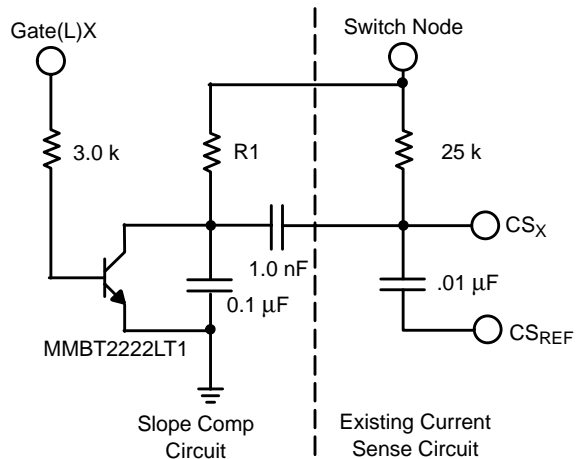 Gate(L)X
Switch Node
3.0 k
R1
25 k
CSX
1.0 nF
.01 μF
0.1 μF
CSREF
MMBT2222LT1
Slope Comp
Circuit
Existing Current
Sense Circuit